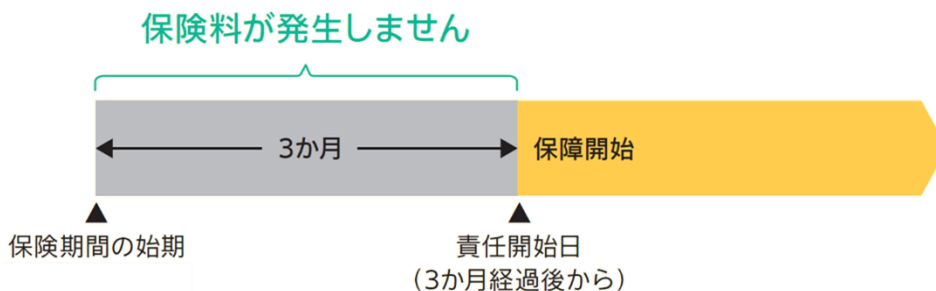 保険料が発生しません
3か月
保障開始
保険期間の始期
責任開始日
（3か月経過後から）